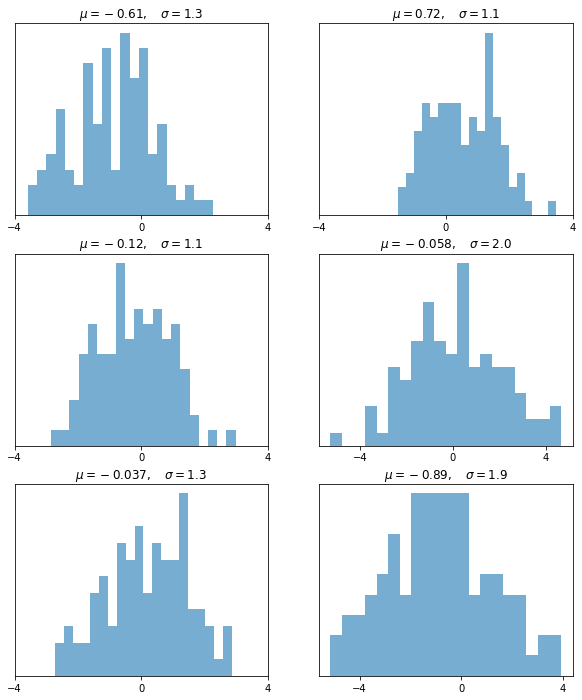 μ = −0.61, σ = 1.3
μ = 0.72, σ = 1.1
−4 0 4
−4 0 4
μ = −0.12, σ = 1.1
μ = −0.058, σ = 2.0
−4 0 4
−4 0 4
μ = −0.037, σ = 1.3
μ = −0.89, σ = 1.9
−4 0 4
−4 0 4